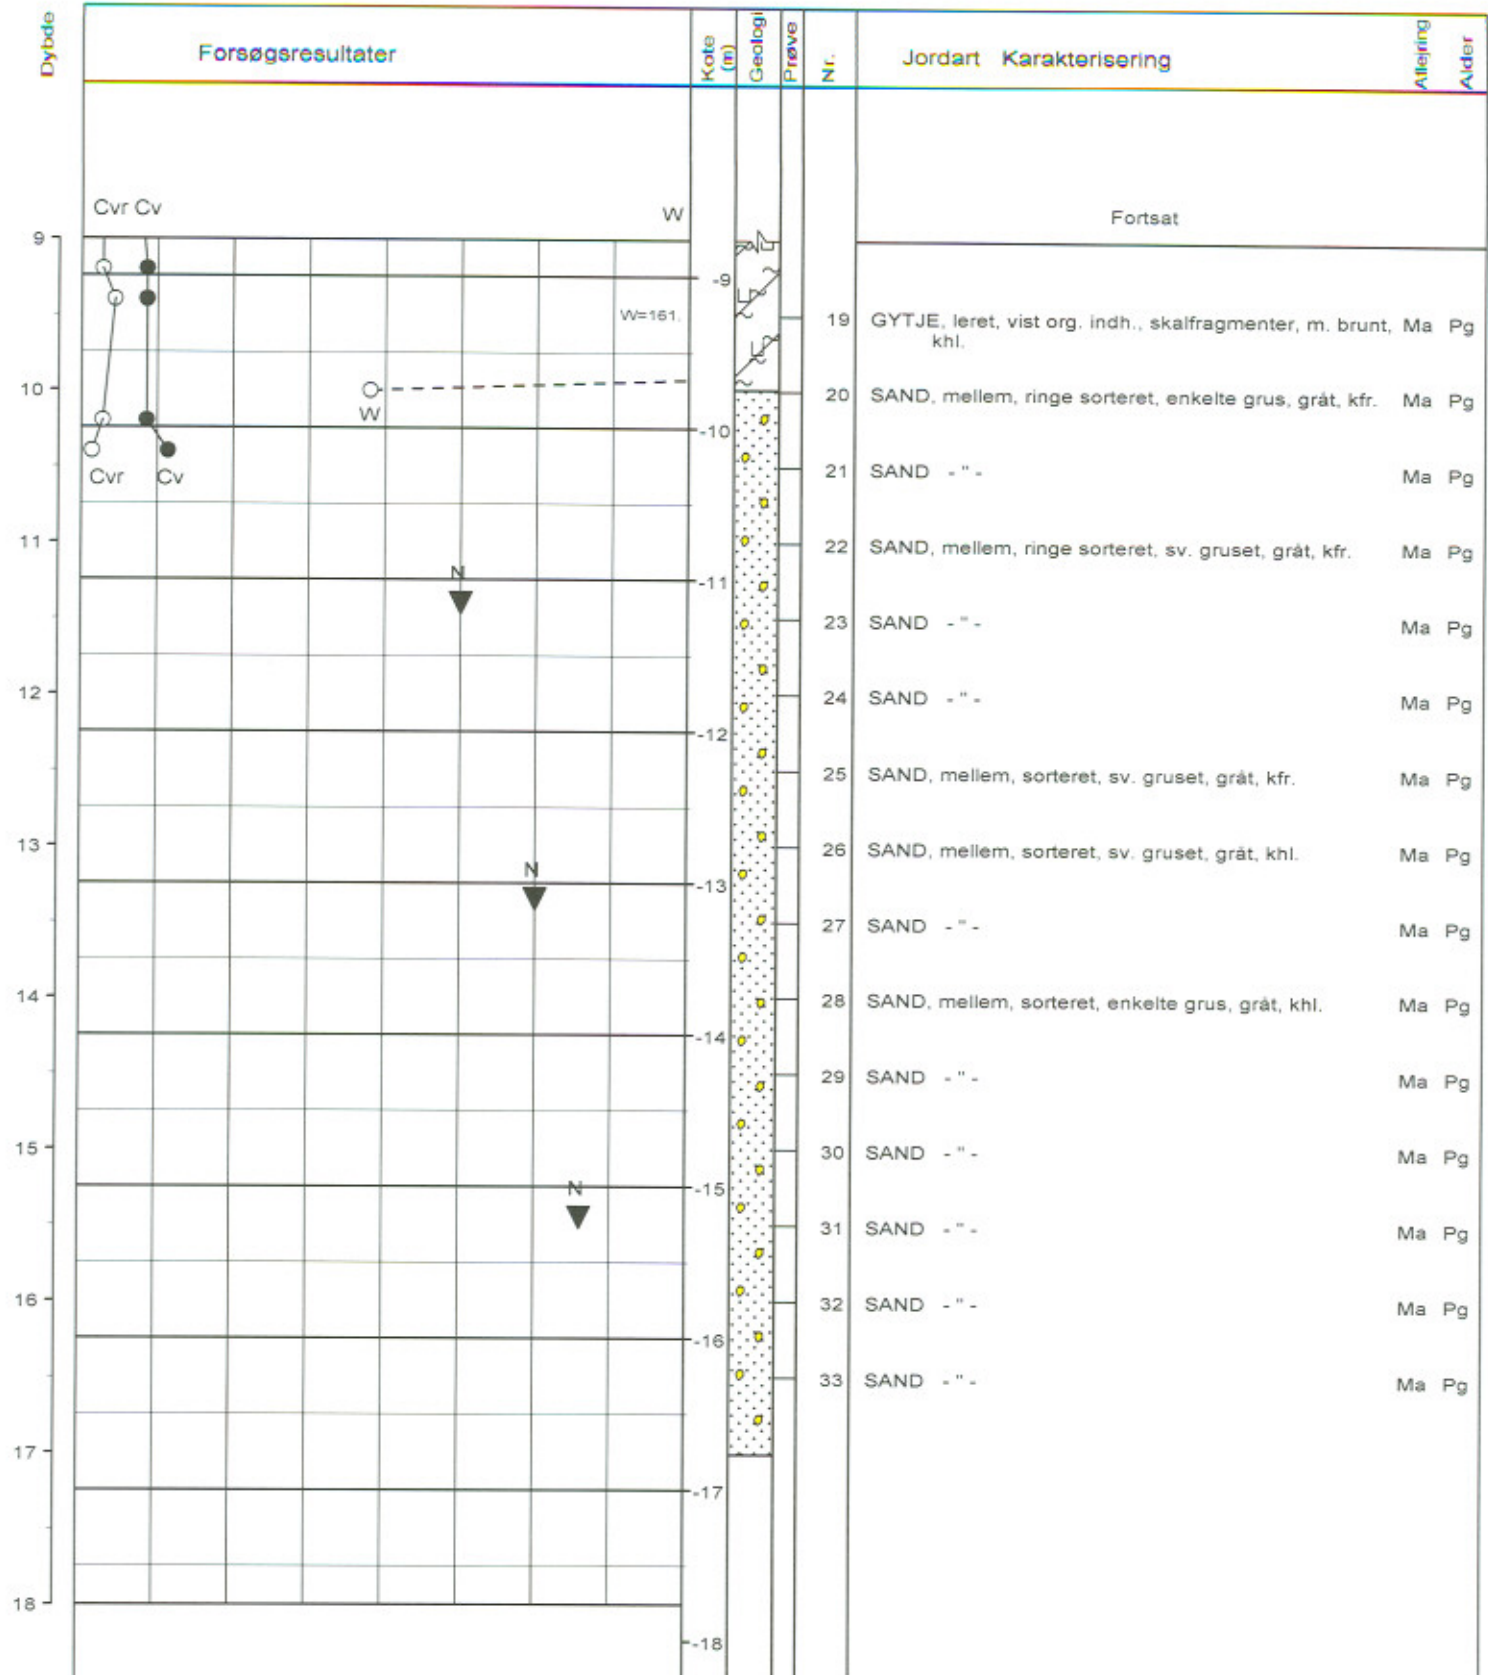 Dybde
Forsøgsresultater
Kote (m)
Geologi
Prøve
Nr.
Jordart Karakterisering
Aflejring
Alder
Cvr Cv
W
Fortsat
9
-9
W=161.
19 GYTJE, leret, vist org. indh., skalfragmenter, m. brunt, Ma Pg
khl.
10
W
20 SAND, mellem, ringe sorteret, enkelte grus, gråt, kfr. Ma Pg
-10
Cvr Cv
21 SAND - " - Ma Pg
11
22 SAND, mellem, ringe sorteret, sv. gruset, gråt, kfr. Ma Pg
N
-11
23 SAND - " - Ma Pg
12
24 SAND - " - Ma Pg
-12
25 SAND, mellem, sorteret, sv. gruset, gråt, kfr. Ma Pg
13
26 SAND, mellem, sorteret, sv. gruset, gråt, khl. Ma Pg
N
-13
27 SAND - " - Ma Pg
14
28 SAND, mellem, sorteret, enkelte grus, gråt, khl. Ma Pg
-14
29 SAND - " - Ma Pg
15
30 SAND - " - Ma Pg
N
-15
31 SAND - " - Ma Pg
16
32 SAND - " - Ma Pg
-16
33 SAND - " - Ma Pg
17
-17
18
-18